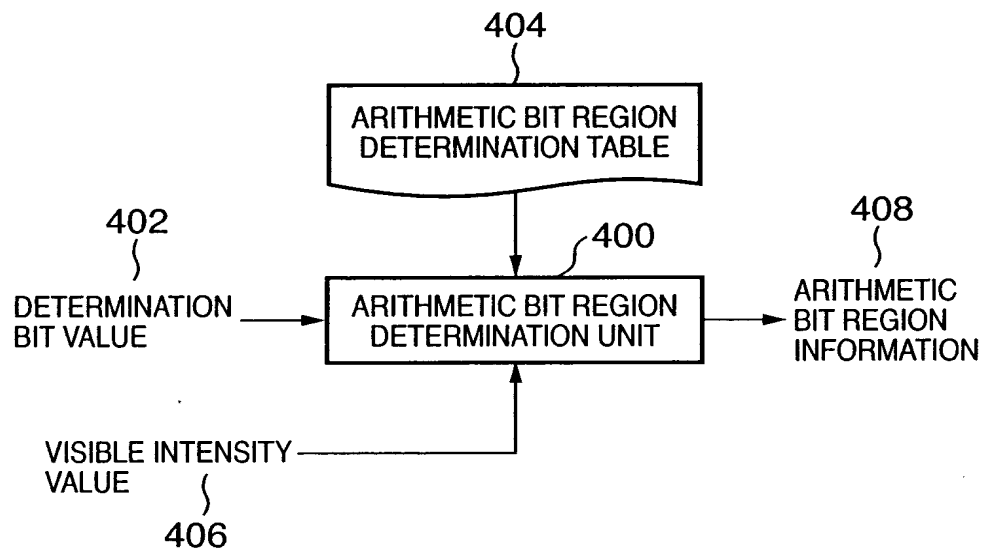 404
ARITHMETIC BIT REGION
DETERMINATION TABLE
402
400
408
DETERMINATION
BIT VALUE
ARITHMETIC BIT REGION
DETERMINATION UNIT
ARITHMETIC
BIT REGION
INFORMATION
VISIBLE INTENSITY
VALUE
406